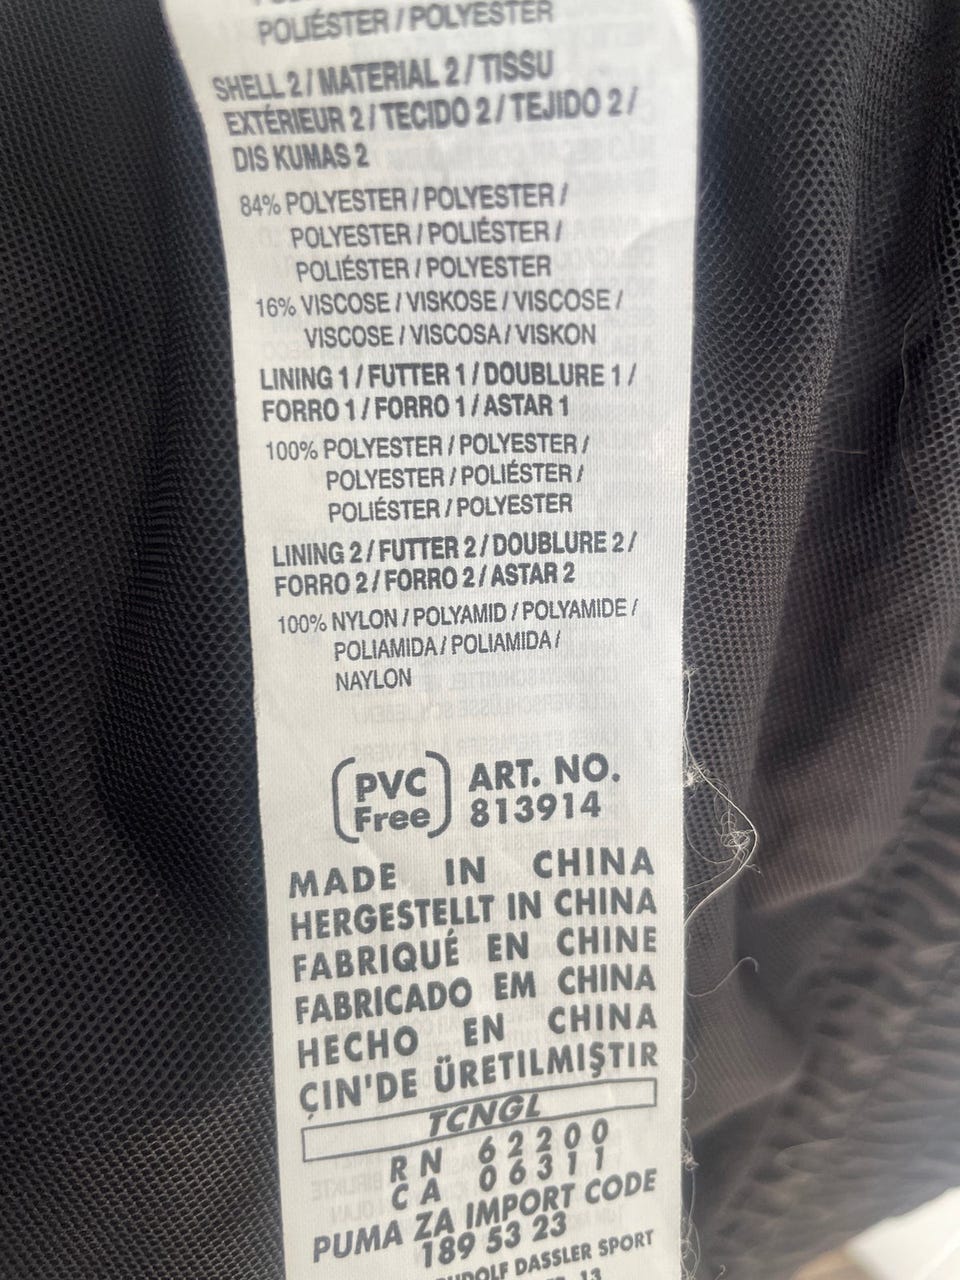 POLIÉSTER / POLYESTER
SHELL 2 / MATERIAL 2 / TISSU
EXTÉRIEUR 2 / TECIDO 2 / TEJIDO 2 /
DIS KUMAS 2
84% POLYESTER / POLYESTER /
POLYESTER / POLIÉSTER /
POLIÉSTER / POLYESTER
16% VISCOSE / VISKOSE / VISCOSE /
VISCOSE / VISCOSA / VISKON
LINING 1 / FUTTER 1 / DOUBLURE 1 /
FORRO 1 / FORRO 1 / ASTAR 1
100% POLYESTER / POLYESTER /
POLYESTER / POLIÉSTER /
POLIÉSTER / POLYESTER
LINING 2 / FUTTER 2 / DOUBLURE 2 /
FORRO 2 / FORRO 2 / ASTAR 2
100% NYLON / POLYAMID / POLYAMIDE /
POLIAMIDA / POLIAMIDA /
NAYLON
PVC Free
ART. NO.
813914
MADE IN CHINA
HERGESTELLT IN CHINA
FABRIQUÉ EN CHINE
FABRICADO EM CHINA
HECHO EN CHINA
ÇIN'DE ÜRETILMIŞTIR
TCNGL
RN 62200
CA 06311
PUMA ZA IMPORT CODE
189 53 23
RUDOLF DASSLER SPORT
13